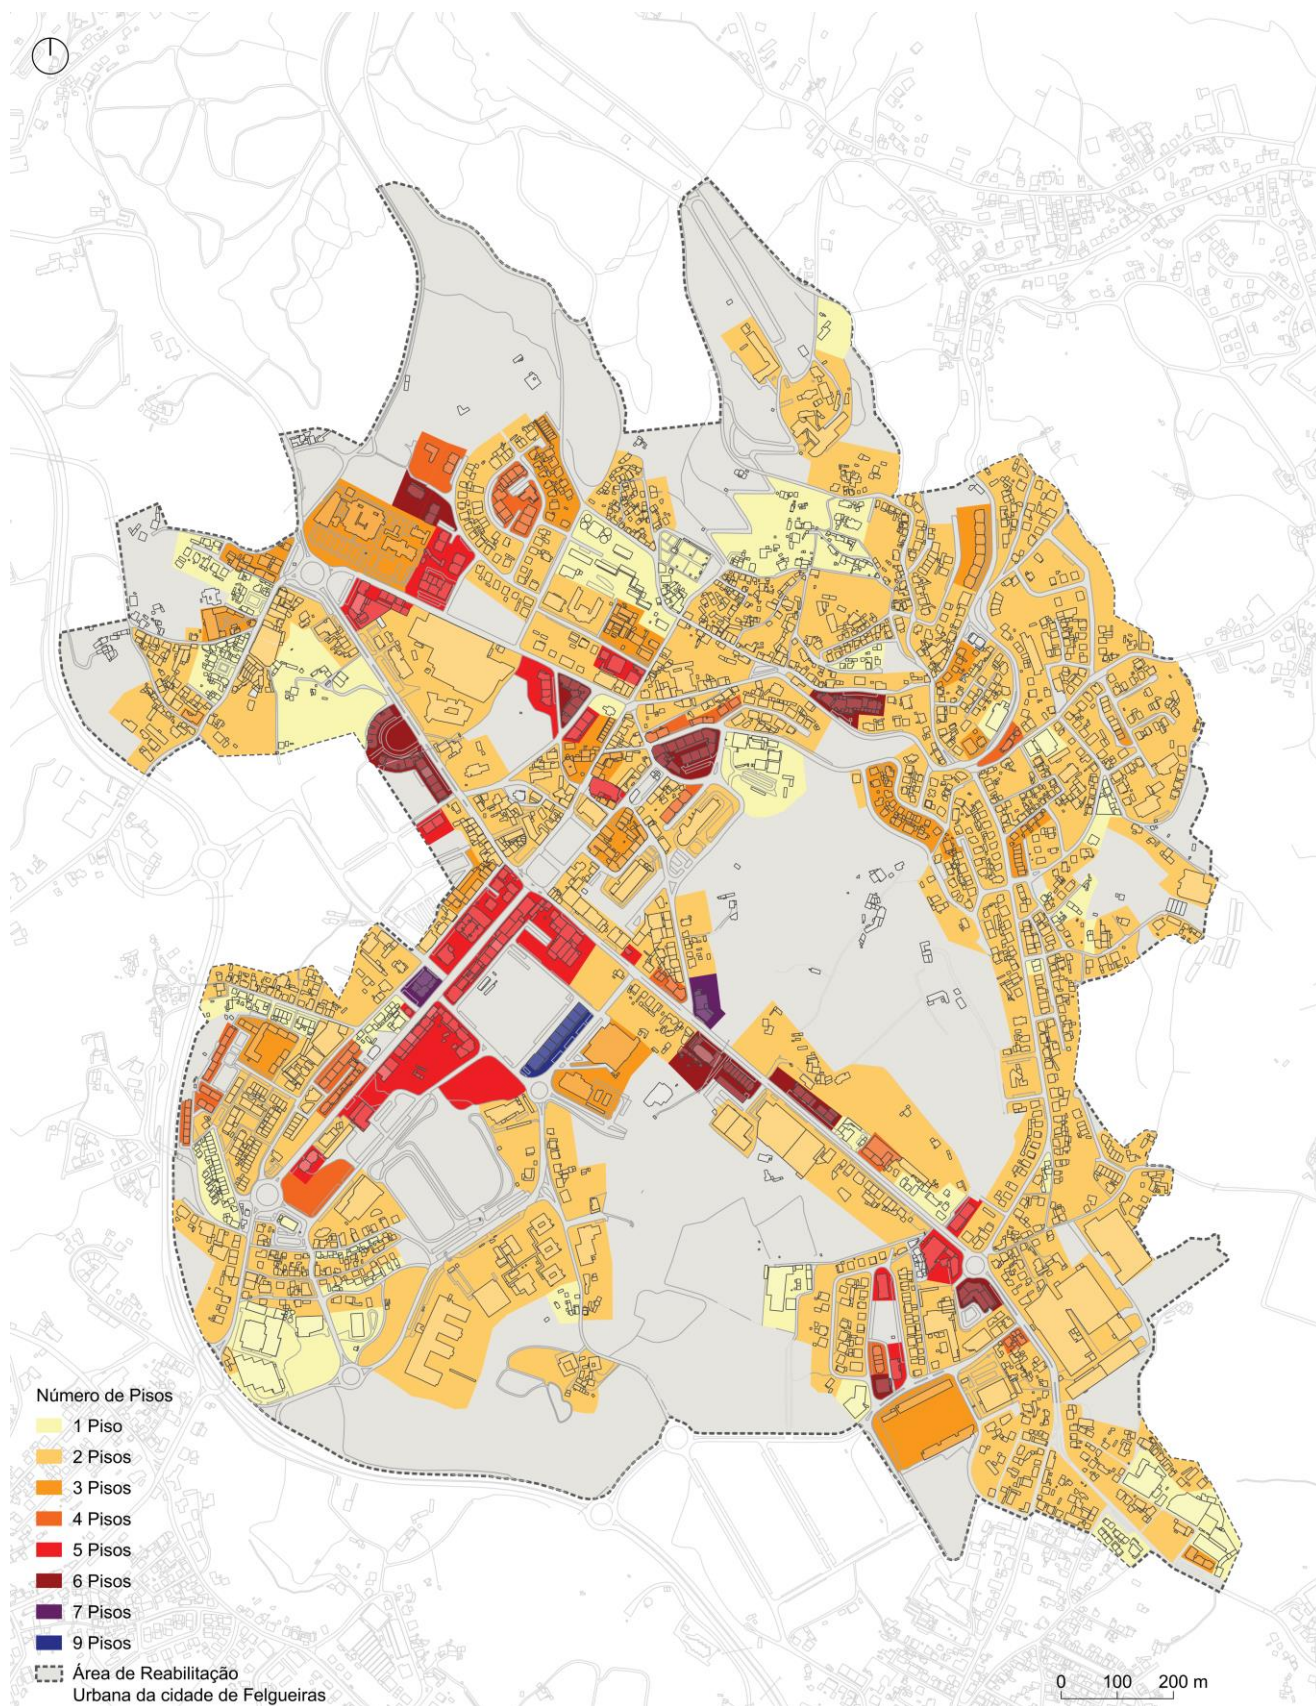 Número de Pisos
1 Piso
2 Pisos
3 Pisos
4 Pisos
5 Pisos
6 Pisos
7 Pisos
9 Pisos
Área de Reabilitação
Urbana da cidade de Felgueiras
0 100 200 m